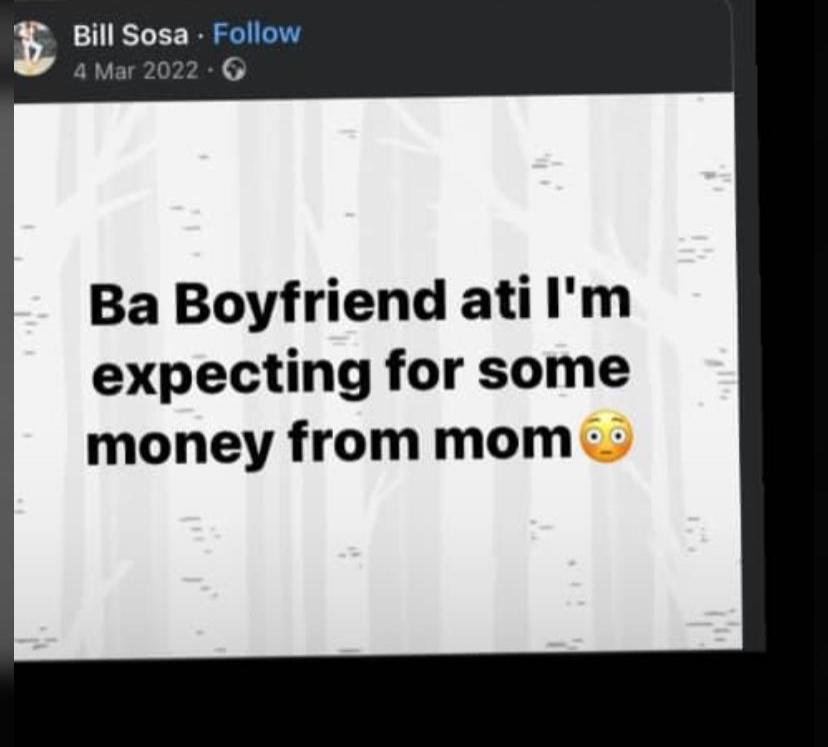 Bill Sosa · Follow
4 Mar 2022 ·
Ba Boyfriend ati I'm
expecting for some
money from mom😳